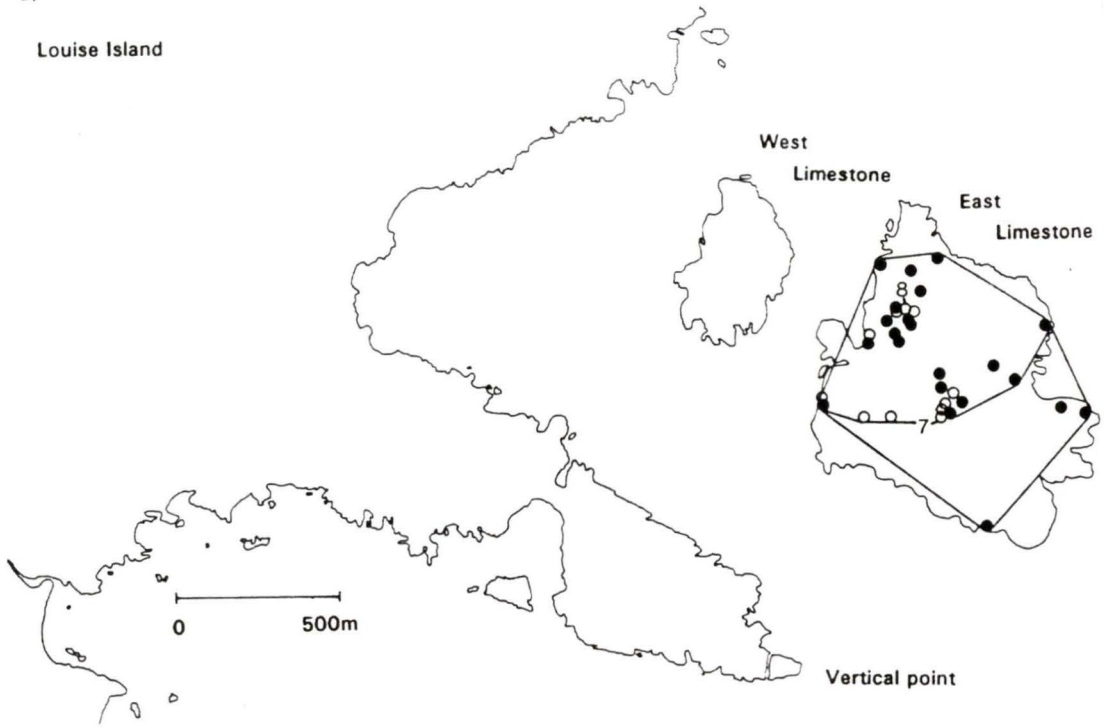 Louise Island
West
Limestone
East
Limestone
8
7
0 500m
Vertical point